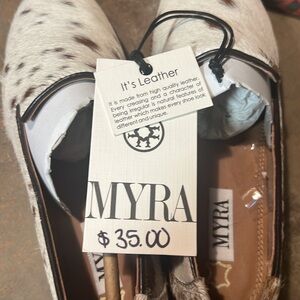 It's Leather
It is made from high quality leather.
Every creasing and a character of
being irregular is natural features of
leather which makes every shoe look
different and unique.
MYRA
$ 35.00
MYRA